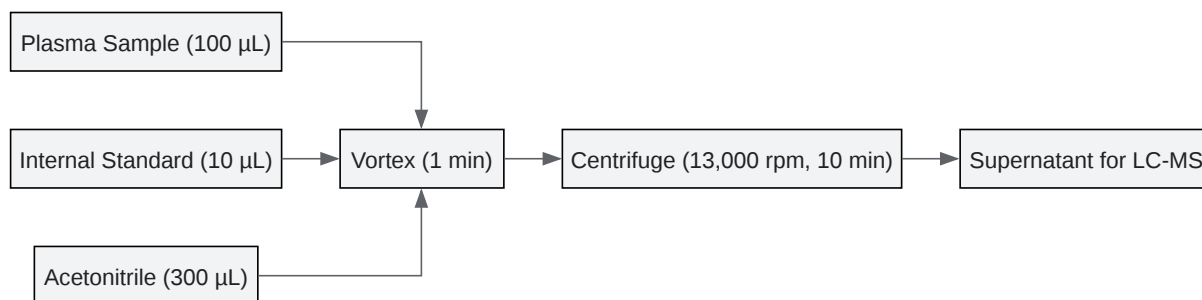 Plasma Sample (100 µL)
Internal Standard (10 µL)
Vortex (1 min)
Centrifuge (13,000 rpm, 10 min)
Supernatant for LC-MS
Acetonitrile (300 µL)